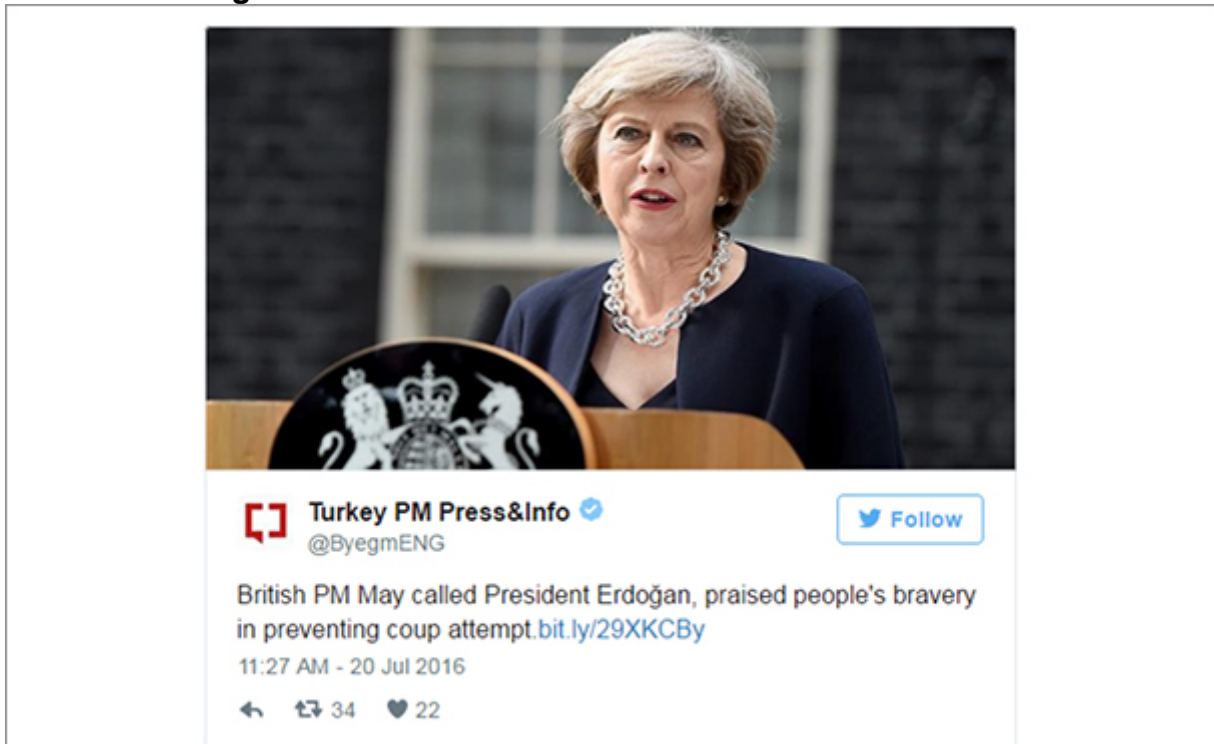 Turkey PM Press&Info
Follow
@ByegmENG
British PM May called President Erdoğan, praised people's bravery
in preventing coup attempt.bit.ly/29XKCBy
11:27 AM - 20 Jul 2016
34 22